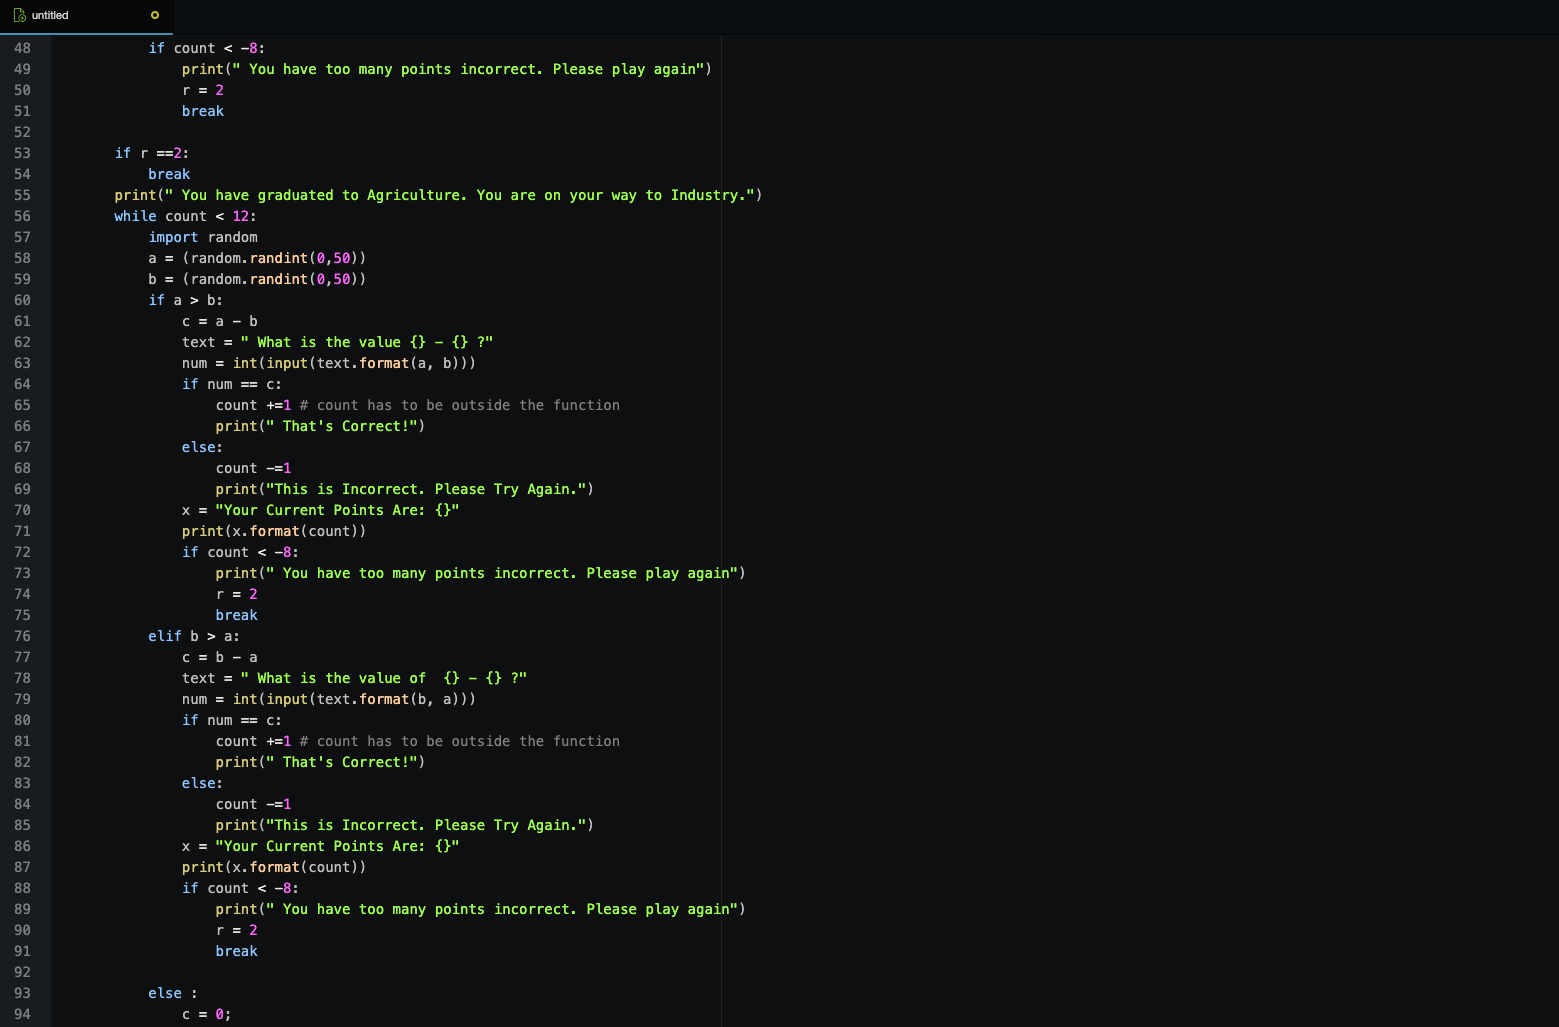 untitled
48 if count < -8:
49 print(" You have too many points incorrect. Please play again")
50 r = 2
51 break
52
53 if r ==2:
54 break
55 print(" You have graduated to Agriculture. You are on your way to Industry.")
56 while count < 12:
57 import random
58 a = (random.randint(0,50))
59 b = (random.randint(0,50))
60 if a > b:
61 c = a - b
62 text = " What is the value {} - {} ?"
63 num = int(input(text.format(a, b)))
64 if num == c:
65 count +=1 # count has to be outside the function
66 print(" That's Correct!")
67 else:
68 count -=1
69 print("This is Incorrect. Please Try Again.")
70 x = "Your Current Points Are: {}"
71 print(x.format(count))
72 if count < -8:
73 print(" You have too many points incorrect. Please play again")
74 r = 2
75 break
76 elif b > a:
77 c = b - a
78 text = " What is the value of  {} - {} ?"
79 num = int(input(text.format(b, a)))
80 if num == c:
81 count +=1 # count has to be outside the function
82 print(" That's Correct!")
83 else:
84 count -=1
85 print("This is Incorrect. Please Try Again.")
86 x = "Your Current Points Are: {}"
87 print(x.format(count))
88 if count < -8:
89 print(" You have too many points incorrect. Please play again")
90 r = 2
91 break
92
93 else :
94 c = 0;